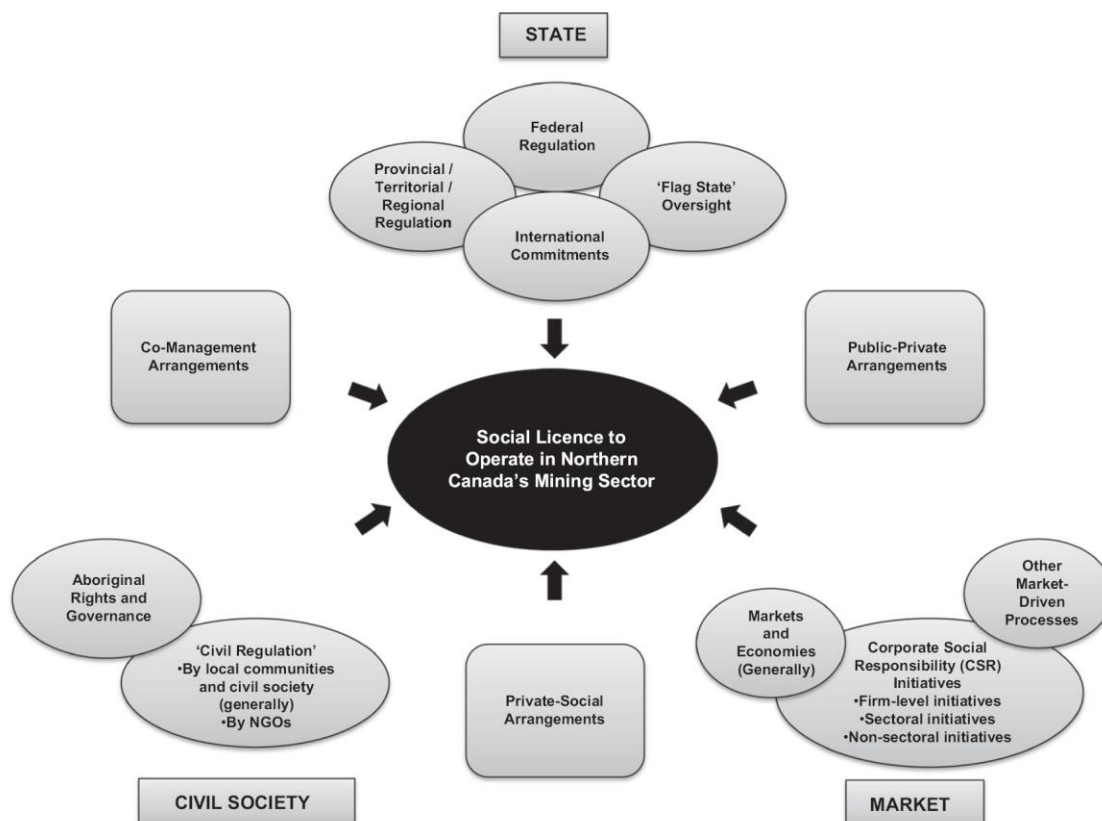 STATE
Federal
Regulation
Provincial /
Territorial /
Regional
Regulation
‘Flag State’
Oversight
International
Commitments
Co-Management
Arrangements
Public-Private
Arrangements
Social Licence to
Operate in Northern
Canada’s Mining Sector
Aboriginal
Rights and
Governance
‘Civil Regulation’
•By local communities
and civil society
(generally)
•By NGOs
Private-Social
Arrangements
Markets
and
Economies
(Generally)
Other
Market-
Driven
Processes
Corporate Social
Responsibility (CSR)
Initiatives
•Firm-level initiatives
•Sectoral initiatives
•Non-sectoral initiatives
CIVIL SOCIETY
MARKET